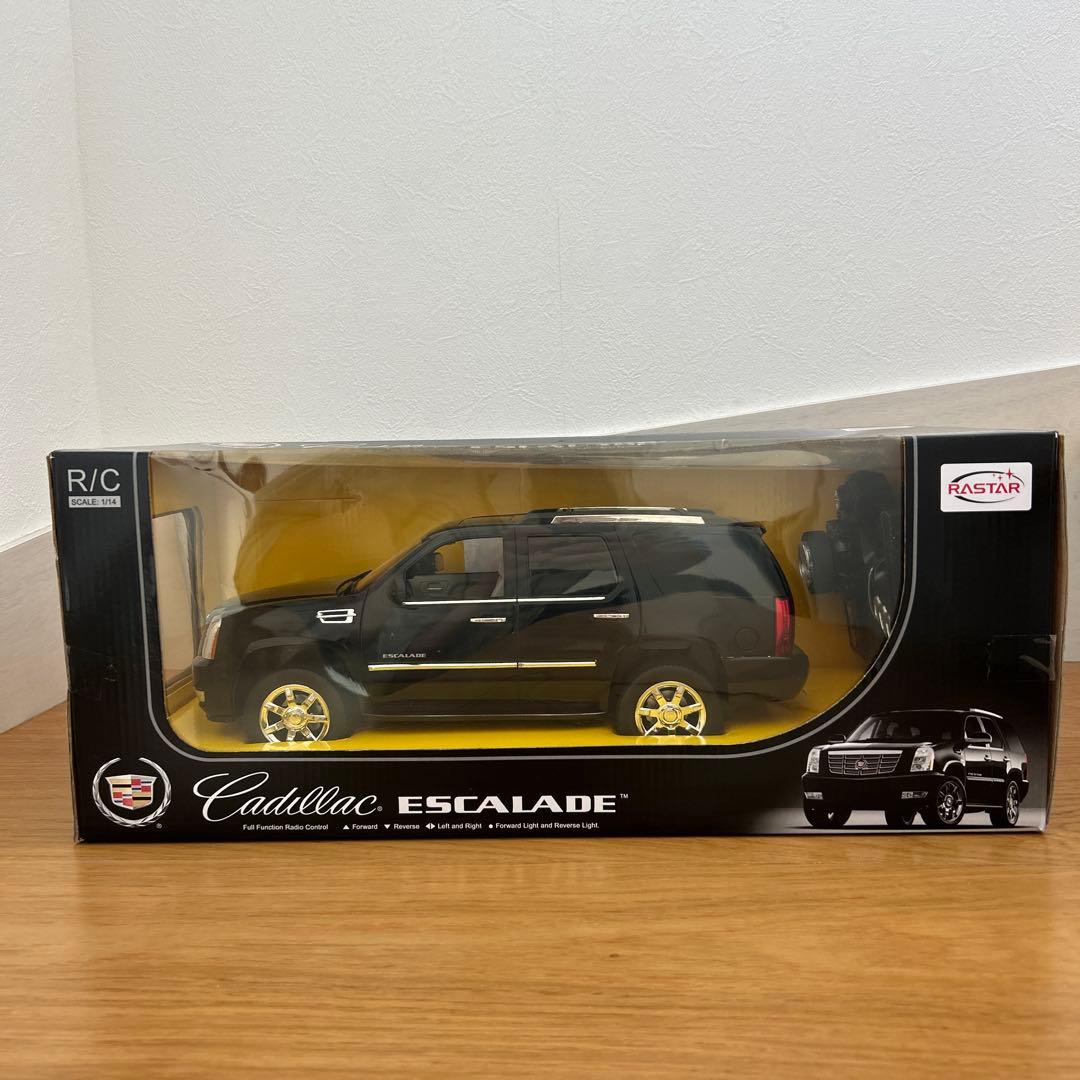 R/C
SCALE: 1/14
RASTAR
ESCALADE
Cadillac® ESCALADE™
Full Function Radio Control ▲ Forward ▼ Reverse ◀▶ Left and Right ● Forward Light and Reverse Light.